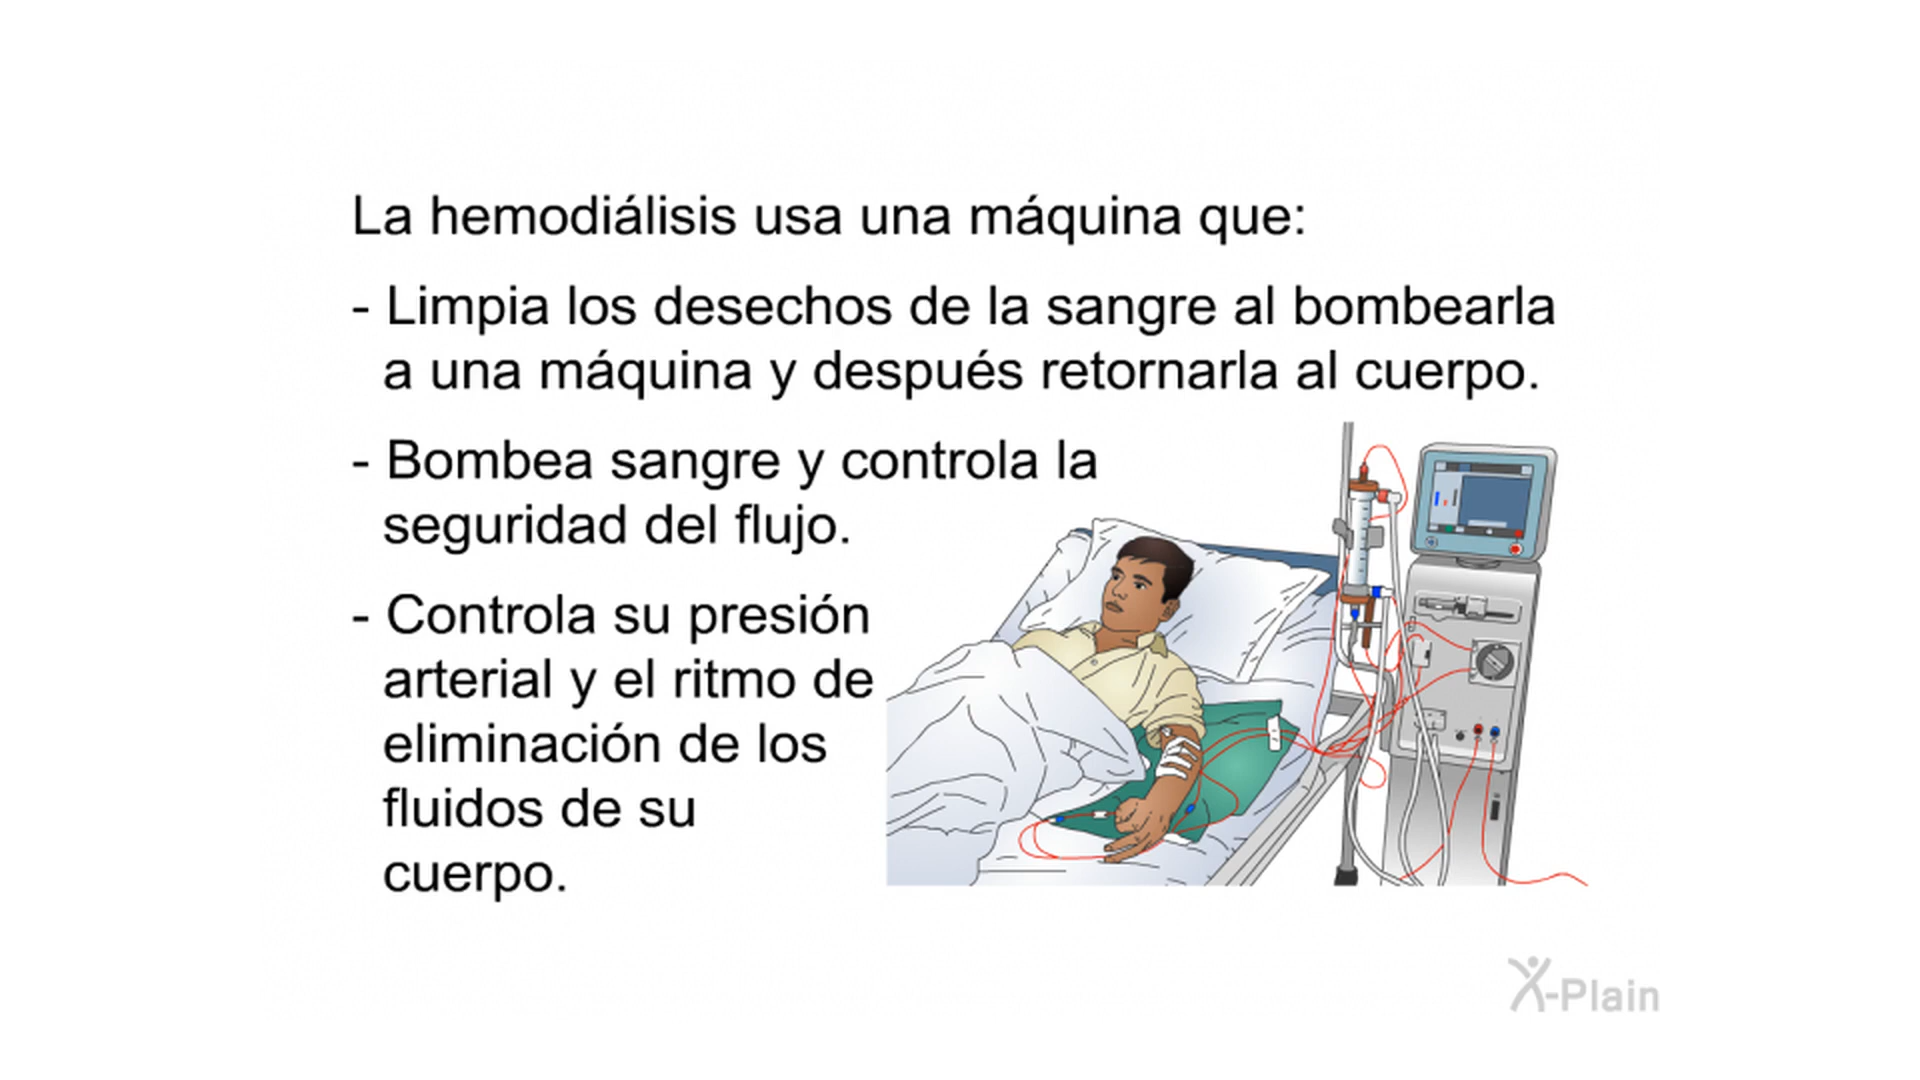 La hemodiálisis usa una máquina que:
- Limpia los desechos de la sangre al bombearla
a una máquina y después retornarla al cuerpo.
- Bombea sangre y controla la
seguridad del flujo.
- Controla su presión
arterial y el ritmo de
eliminación de los
fluidos de su
cuerpo.
X-Plain